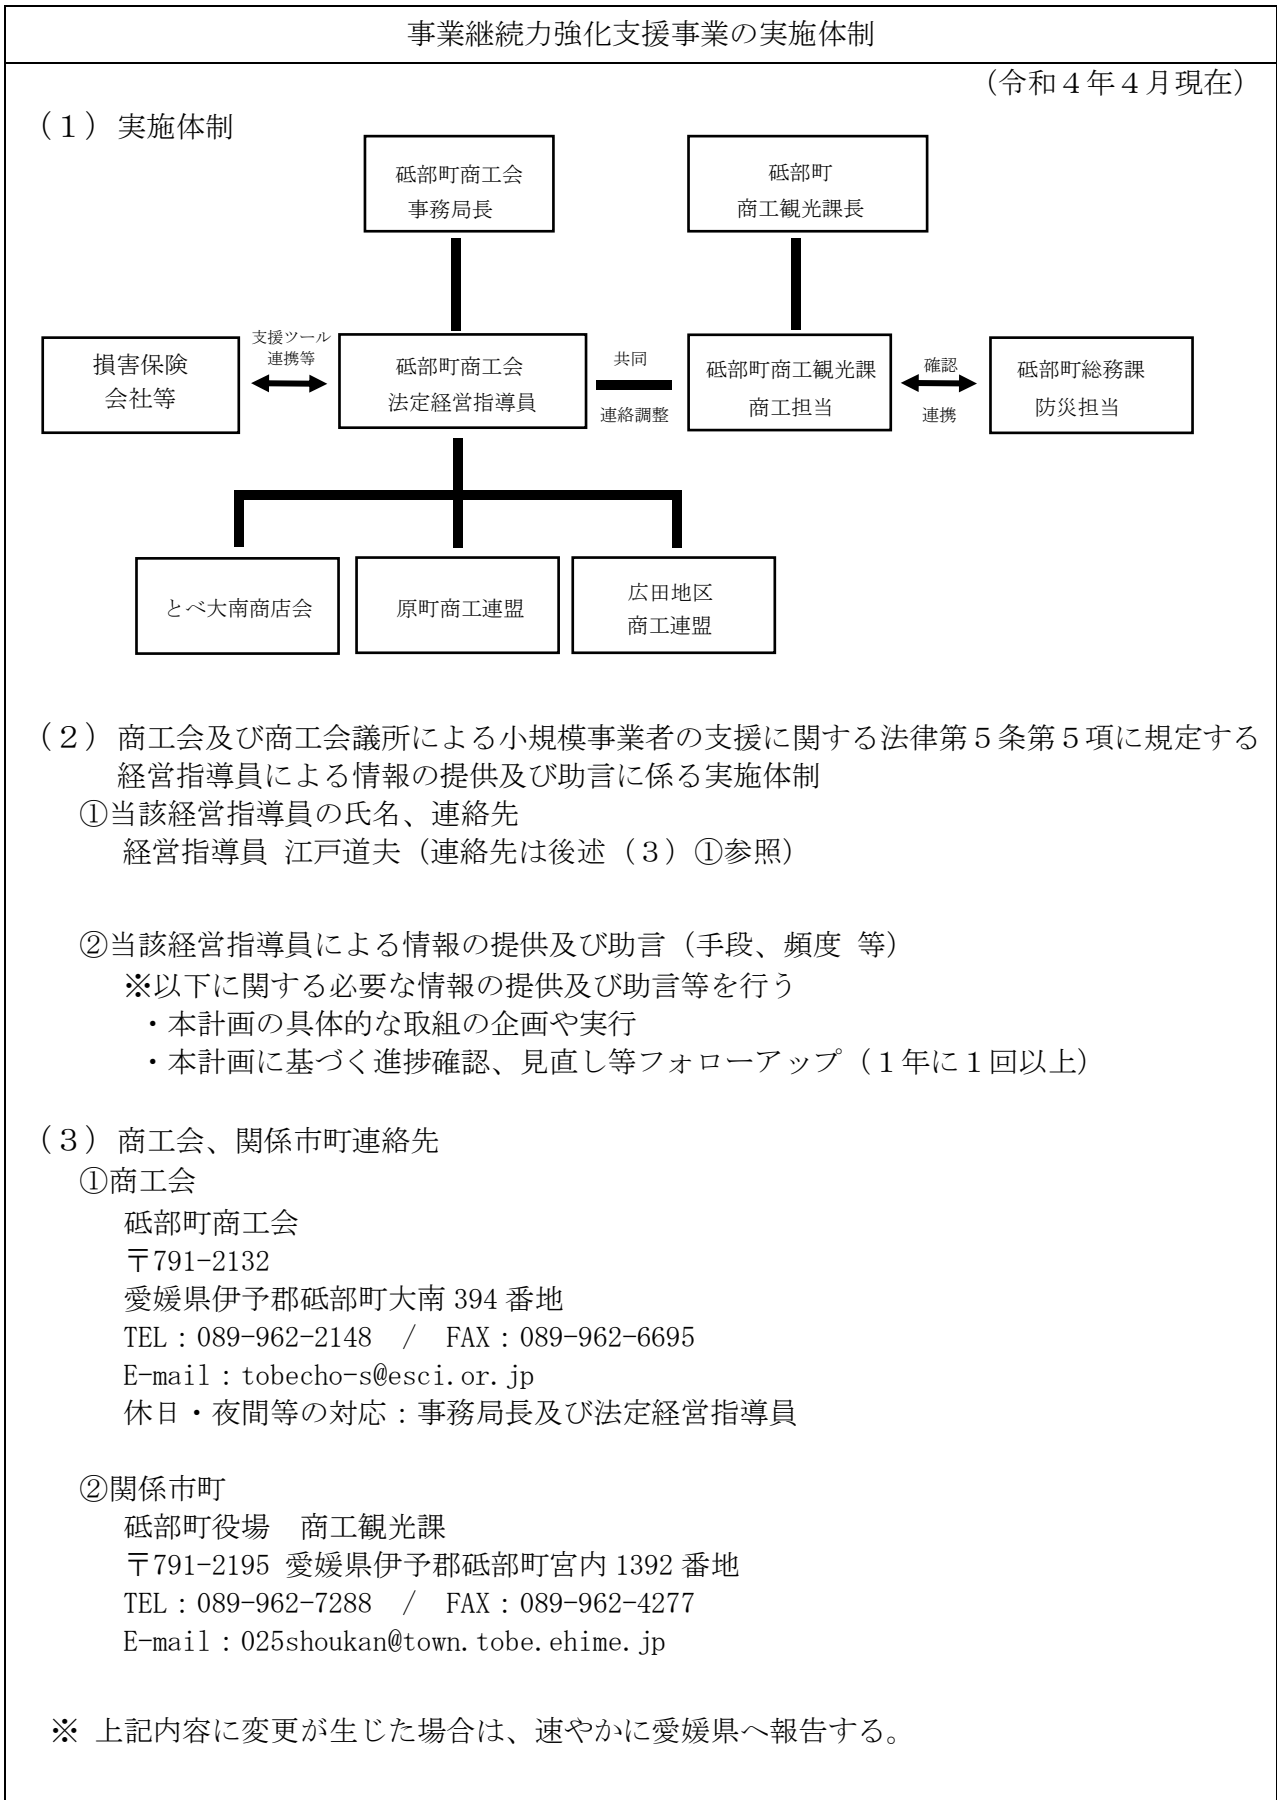 事業継続力強化支援事業の実施体制
（令和４年４月現在）
（１）実施体制
砥部町商工会
事務局長
砥部町
商工観光課長
損害保険
会社等
支援ツール
連携等
砥部町商工会
法定経営指導員
共同
連絡調整
砥部町商工観光課
商工担当
確認
連携
砥部町総務課
防災担当
とべ大南商店会
原町商工連盟
広田地区
商工連盟
（２）商工会及び商工会議所による小規模事業者の支援に関する法律第５条第５項に規定する
経営指導員による情報の提供及び助言に係る実施体制
①当該経営指導員の氏名、連絡先
経営指導員 江戸道夫（連絡先は後述（３）①参照）
②当該経営指導員による情報の提供及び助言（手段、頻度 等）
※以下に関する必要な情報の提供及び助言等を行う
・本計画の具体的な取組の企画や実行
・本計画に基づく進捗確認、見直し等フォローアップ（１年に１回以上）
（３）商工会、関係市町連絡先
①商工会
砥部町商工会
〒791-2132
愛媛県伊予郡砥部町大南 394 番地
TEL：089-962-2148　/　FAX：089-962-6695
E-mail：tobecho-s@esci.or.jp
休日・夜間等の対応：事務局長及び法定経営指導員
②関係市町
砥部町役場　商工観光課
〒791-2195 愛媛県伊予郡砥部町宮内 1392 番地
TEL：089-962-7288　/　FAX：089-962-4277
E-mail：025shoukan@town.tobe.ehime.jp
※ 上記内容に変更が生じた場合は、速やかに愛媛県へ報告する。